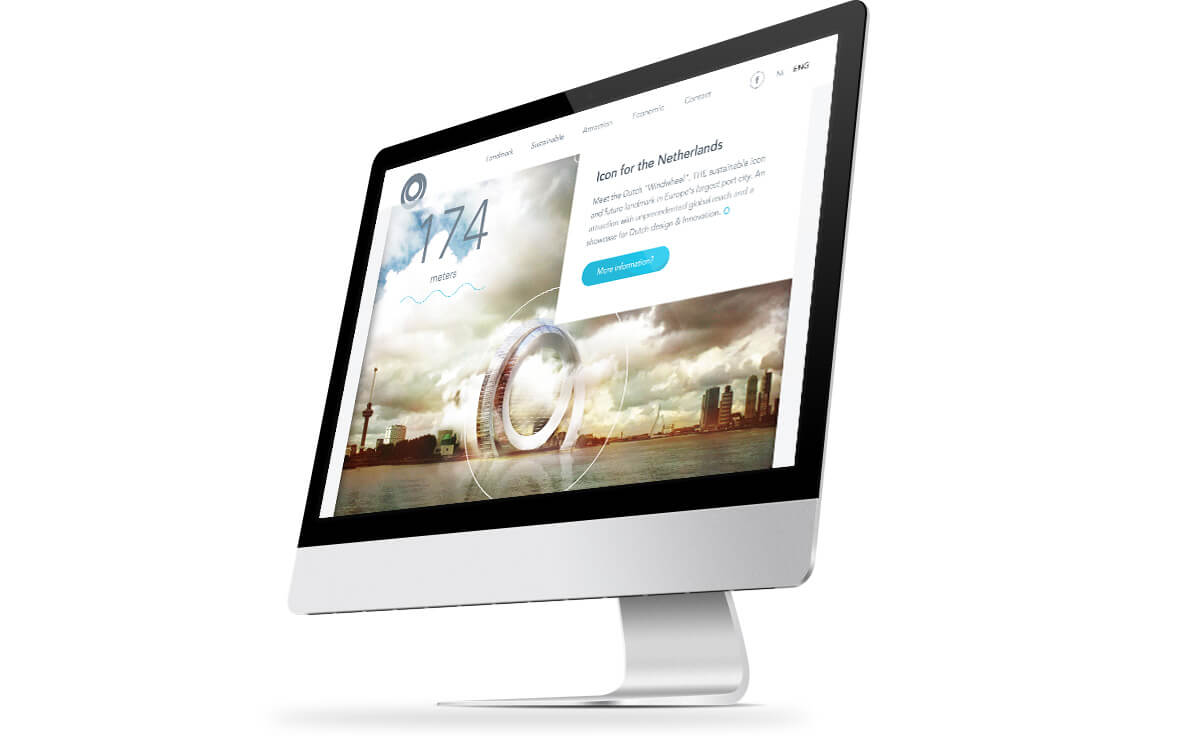 NL ENG
Landmark Sustainable Attraction Economic Contact
174
meters
Icon for the Netherlands
Meet the Dutch "Windwheel", THE sustainable icon
and future landmark in Europe's largest port city. An
attraction with unprecedented global reach and a
showcase for Dutch design & Innovation.
More information?